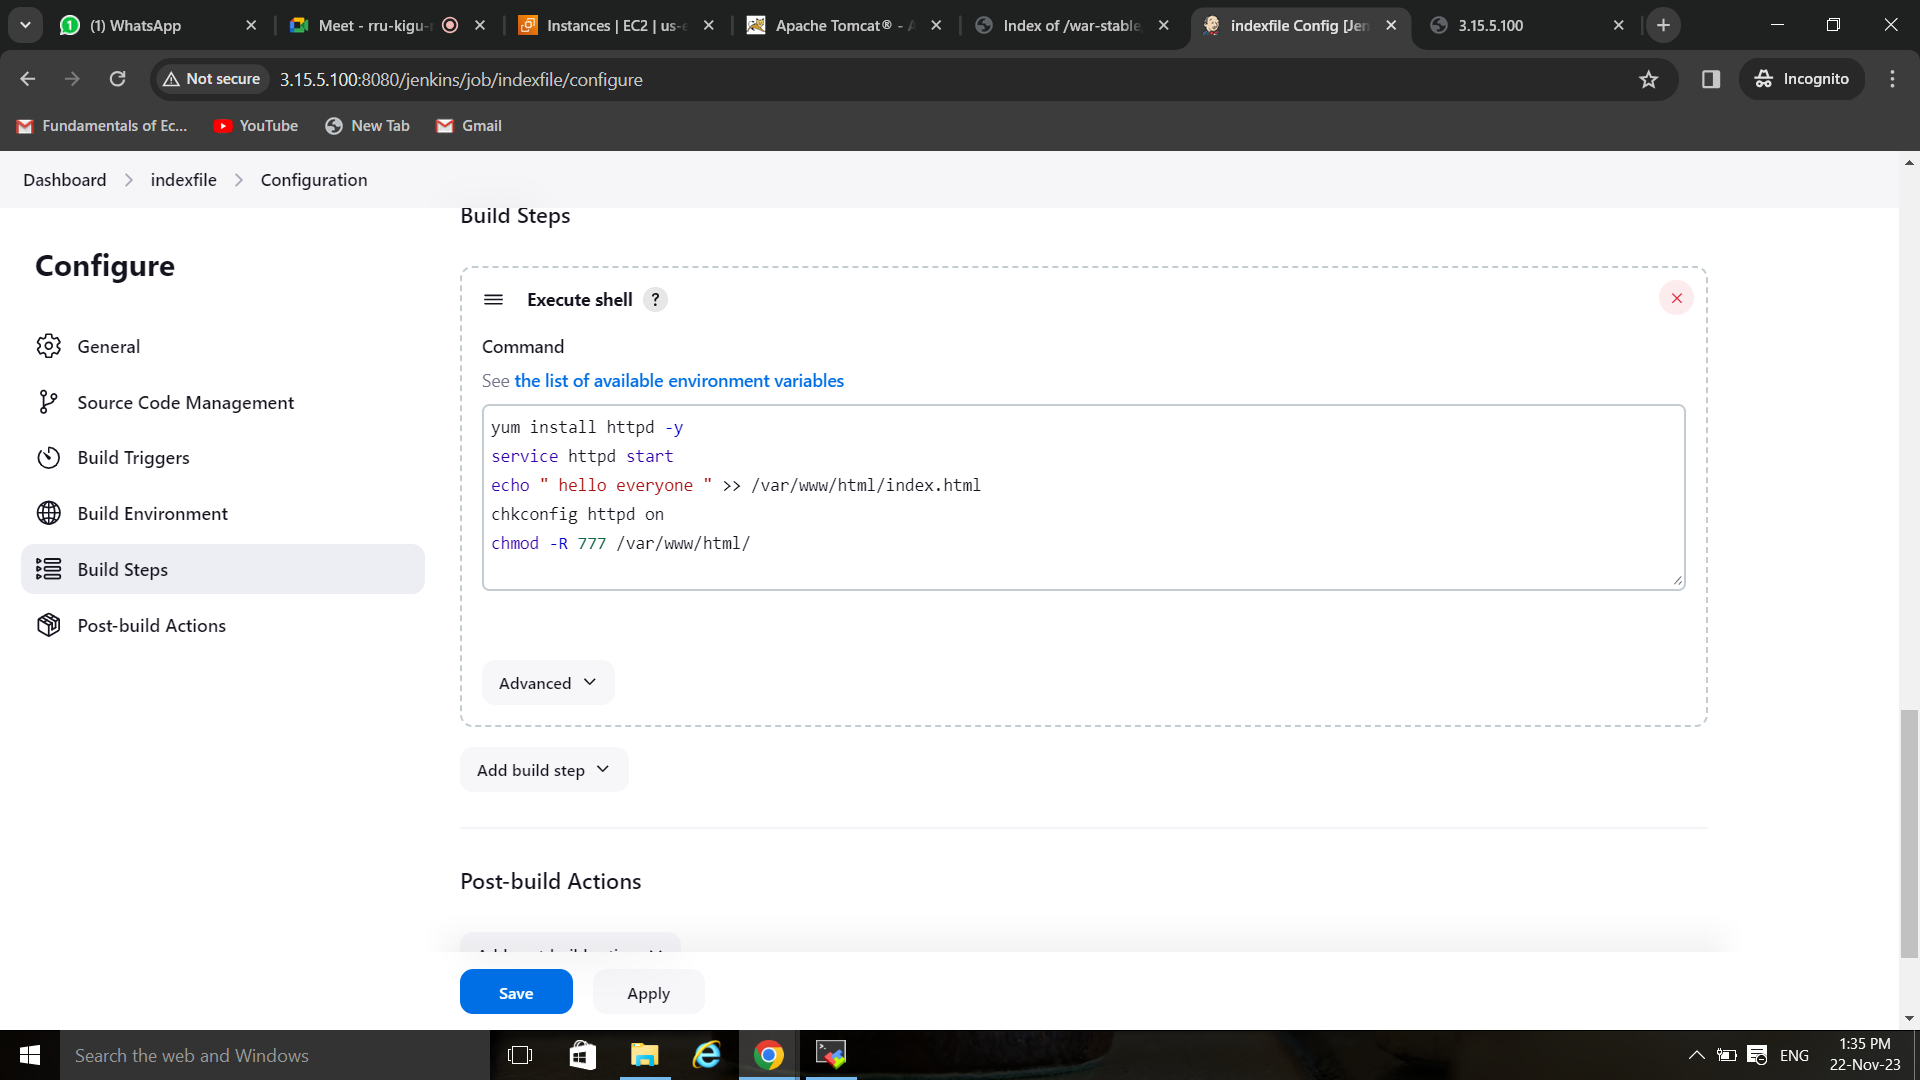 (1) WhatsApp
Meet - rru-kigu-
Instances | EC2 | us-e
Apache Tomcat® - A
Index of /war-stable
indexfile Config [Jen
3.15.5.100
Not secure
3.15.5.100:8080/jenkins/job/indexfile/configure
Incognito
Fundamentals of Ec...
YouTube
New Tab
Gmail
Dashboard
indexfile
Configuration
Configure
General
Source Code Management
Build Triggers
Build Environment
Build Steps
Post-build Actions
Build Steps
Execute shell ?
Command
See the list of available environment variables
yum install httpd -y
service httpd start
echo " hello everyone " >> /var/www/html/index.html
chkconfig httpd on
chmod -R 777 /var/www/html/
Advanced
Add build step
Post-build Actions
Save
Apply
Search the web and Windows
ENG
1:35 PM
22-Nov-23